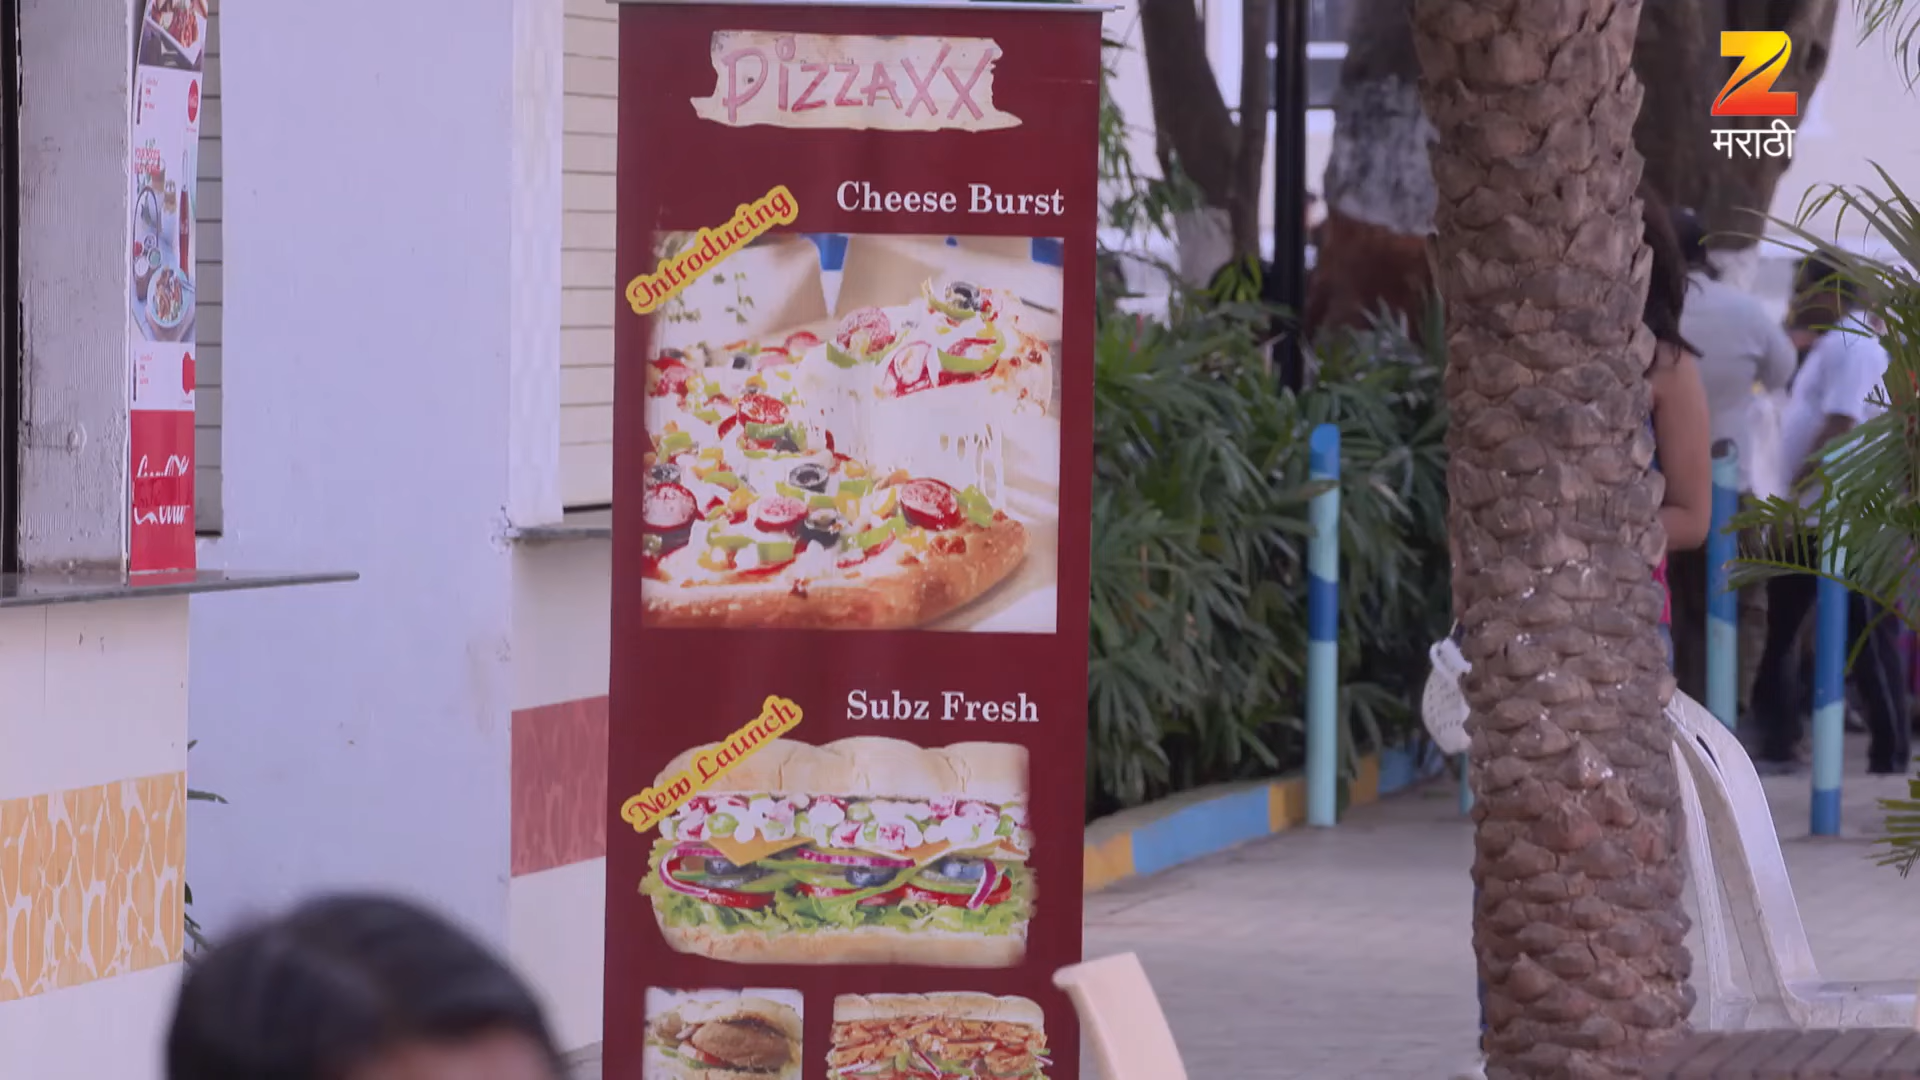 PIZZAXX
Introducing
Cheese Burst
New Launch
Subz Fresh
Z
मराठी